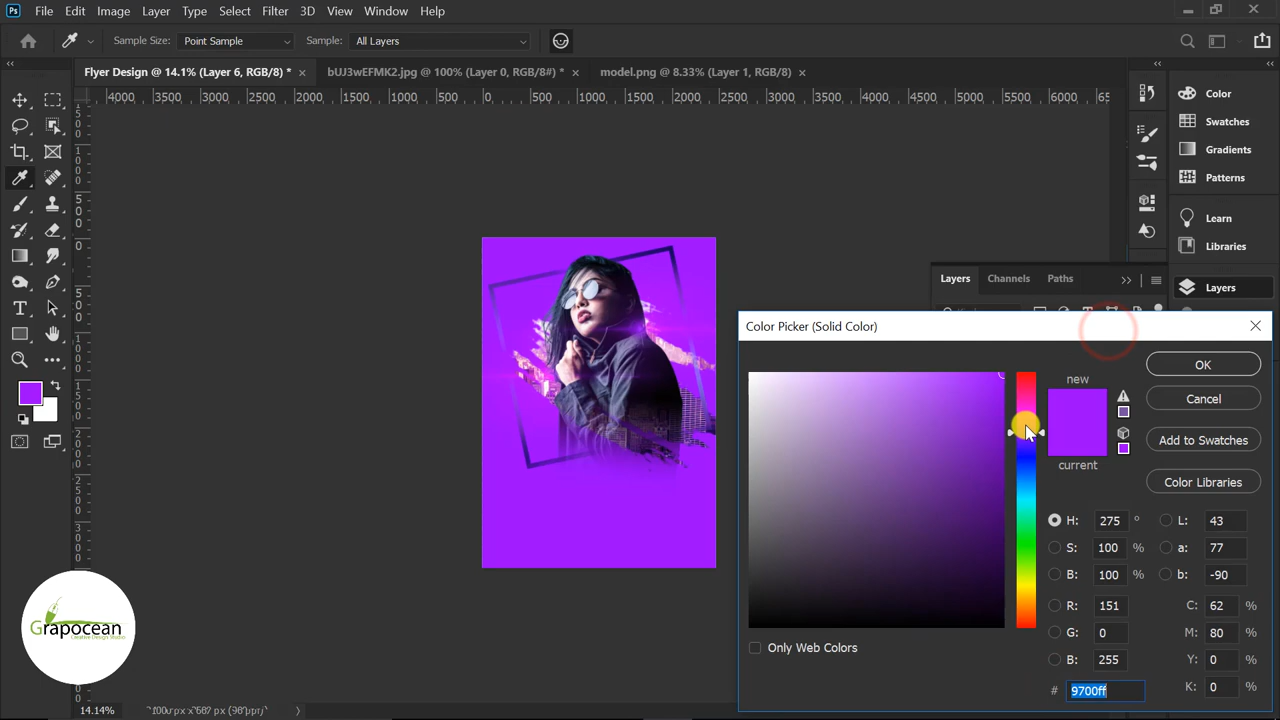 Ps File Edit Image Layer Type Select Filter 3D View Window Help
Sample Size: Point Sample Sample: All Layers
Flyer Design @ 14.1% (Layer 6, RGB/8) * × bUJ3wEFMK2.jpg @ 100% (Layer 0, RGB/8#) * × model.png @ 8.33% (Layer 1, RGB/8) ×
4000 3500 3000 2500 2000 1500 1000 500 0 500 1000 1500 2000 2500 3000 3500 4000 4500 5000 5500 6000 65
Color
Swatches
Gradients
Patterns
Learn
Libraries
Layers Channels Paths
Layers
Color Picker (Solid Color)
new
current
OK
Cancel
Add to Swatches
Color Libraries
H: 275 ° L: 43
S: 100 % a: 77
B: 100 % b: -90
R: 151 C: 62 %
G: 0 M: 80 %
B: 255 Y: 0 %
# 9700ff K: 0 %
Only Web Colors
Grapocean
Creative Design Studio
14.14%